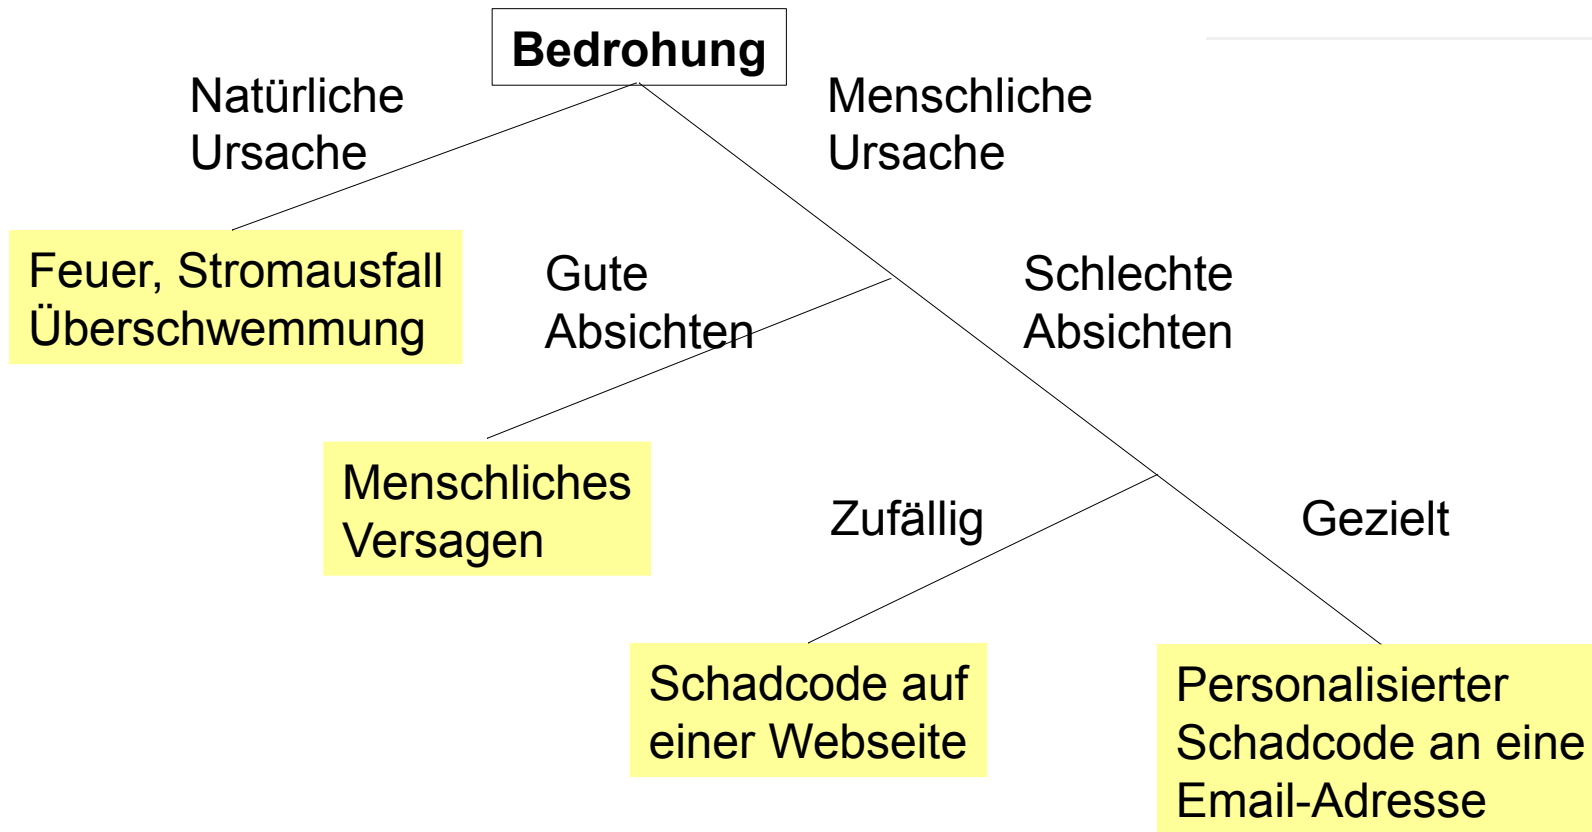 Bedrohung
Natürliche
Ursache
Menschliche
Ursache
Feuer, Stromausfall
Überschwemmung
Gute
Absichten
Schlechte
Absichten
Menschliches
Versagen
Zufällig
Gezielt
Schadcode auf
einer Webseite
Personalisierter
Schadcode an eine
Email-Adresse